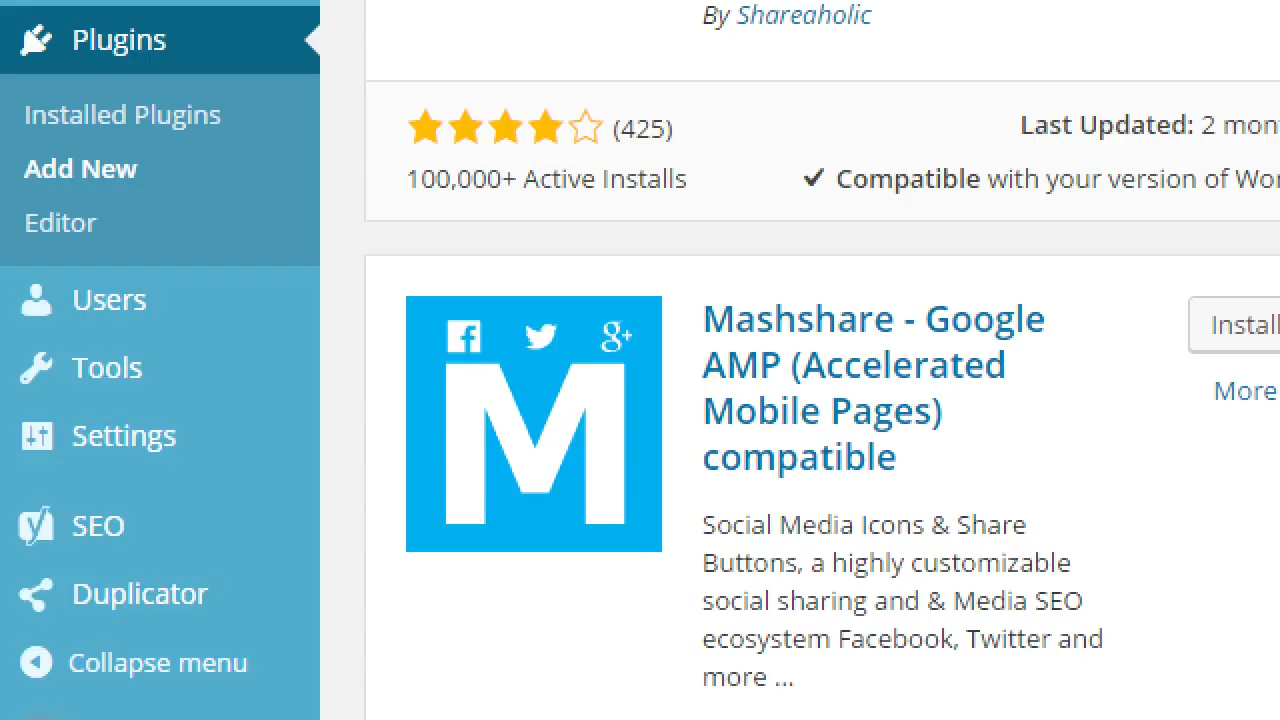 Plugins
Installed Plugins
Add New
Editor
Users
Tools
Settings
SEO
Duplicator
Collapse menu
By Shareaholic
(425)
Last Updated: 2 mon
100,000+ Active Installs
Compatible with your version of Wor
M
Mashshare - Google
AMP (Accelerated
Mobile Pages)
compatible
Install
More
Social Media Icons & Share
Buttons, a highly customizable
social sharing and & Media SEO
ecosystem Facebook, Twitter and
more ...